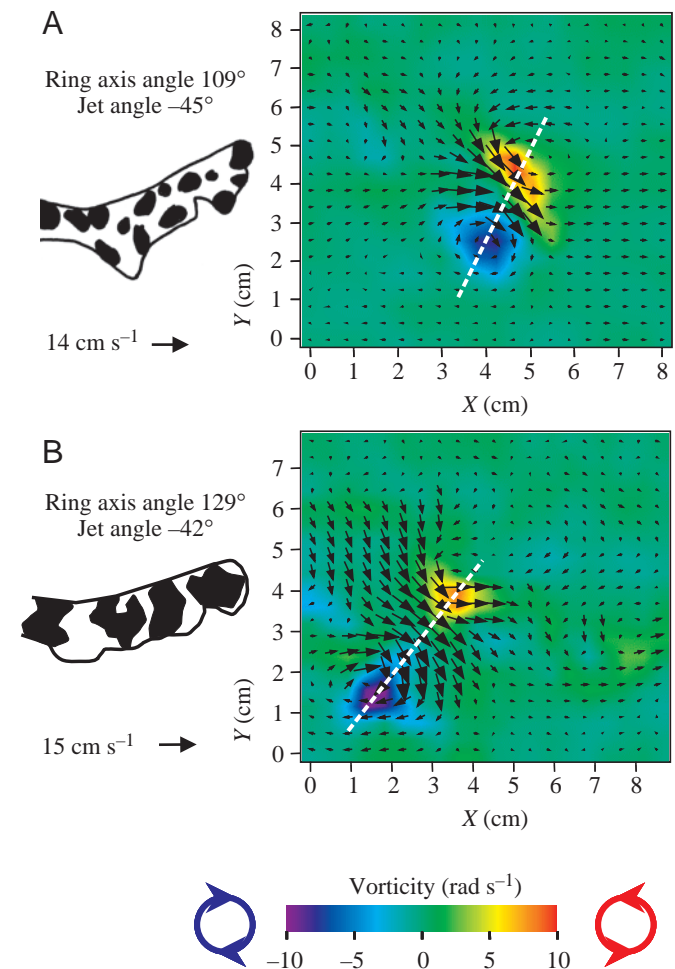 A
Ring axis angle 109°
Jet angle –45°
14 cm s–1
8
7
6
5
4
3
2
1
0
Y (cm)
0 1 2 3 4 5 6 7 8
X (cm)
B
Ring axis angle 129°
Jet angle –42°
15 cm s–1
7
6
5
4
3
2
1
0
Y (cm)
0 1 2 3 4 5 6 7 8
X (cm)
Vorticity (rad s–1)
–10 –5 0 5 10